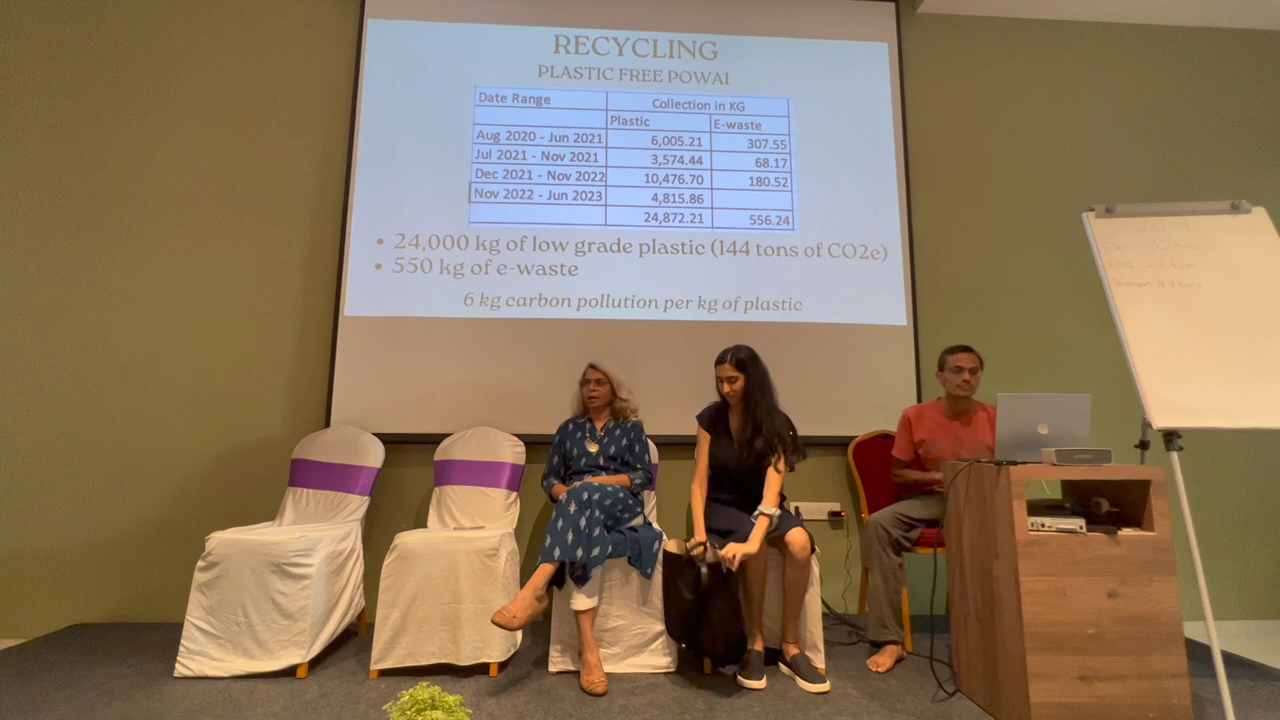 RECYCLING
PLASTIC FREE POWAI
Date Range Collection in KG
Plastic E-waste
Aug 2020 - Jun 2021 6,005.21 307.55
Jul 2021 - Nov 2021 3,574.44 68.17
Dec 2021 - Nov 2022 10,476.70 180.52
Nov 2022 - Jun 2023 4,815.86
24,872.21 556.24
• 24,000 kg of low grade plastic (144 tons of CO2e)
• 550 kg of e-waste
6 kg carbon pollution per kg of plastic